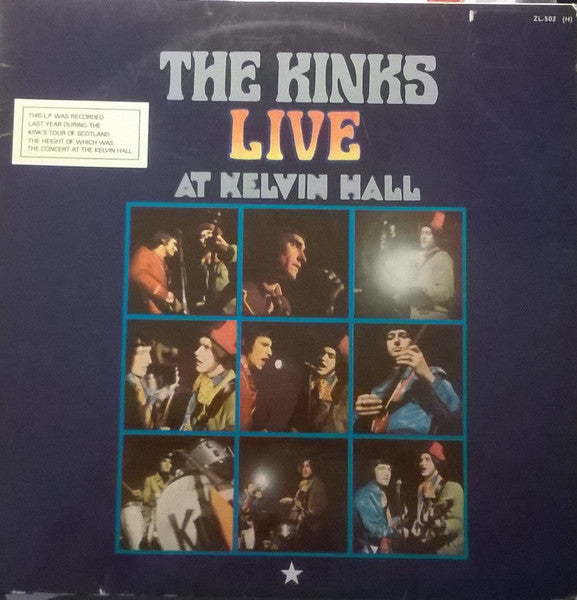 ZL.502 (H)
THE KINKS
LIVE
AT KELVIN HALL
THIS LP WAS RECORDED
LAST YEAR DURING THE
KINK'S TOUR OF SCOTLAND
THE HEIGHT OF WHICH WAS
THE CONCERT AT THE KELVIN HALL
K